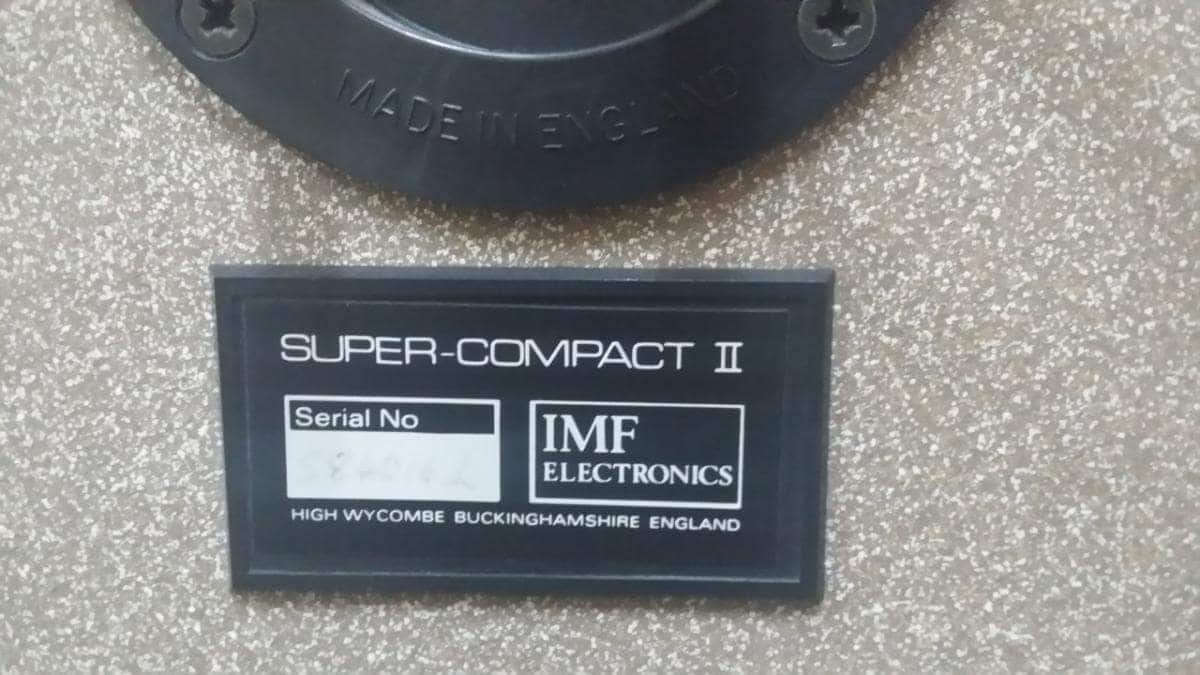 MADE IN ENGLAND
SUPER-COMPACT II
Serial No
IMF
ELECTRONICS
HIGH WYCOMBE BUCKINGHAMSHIRE ENGLAND